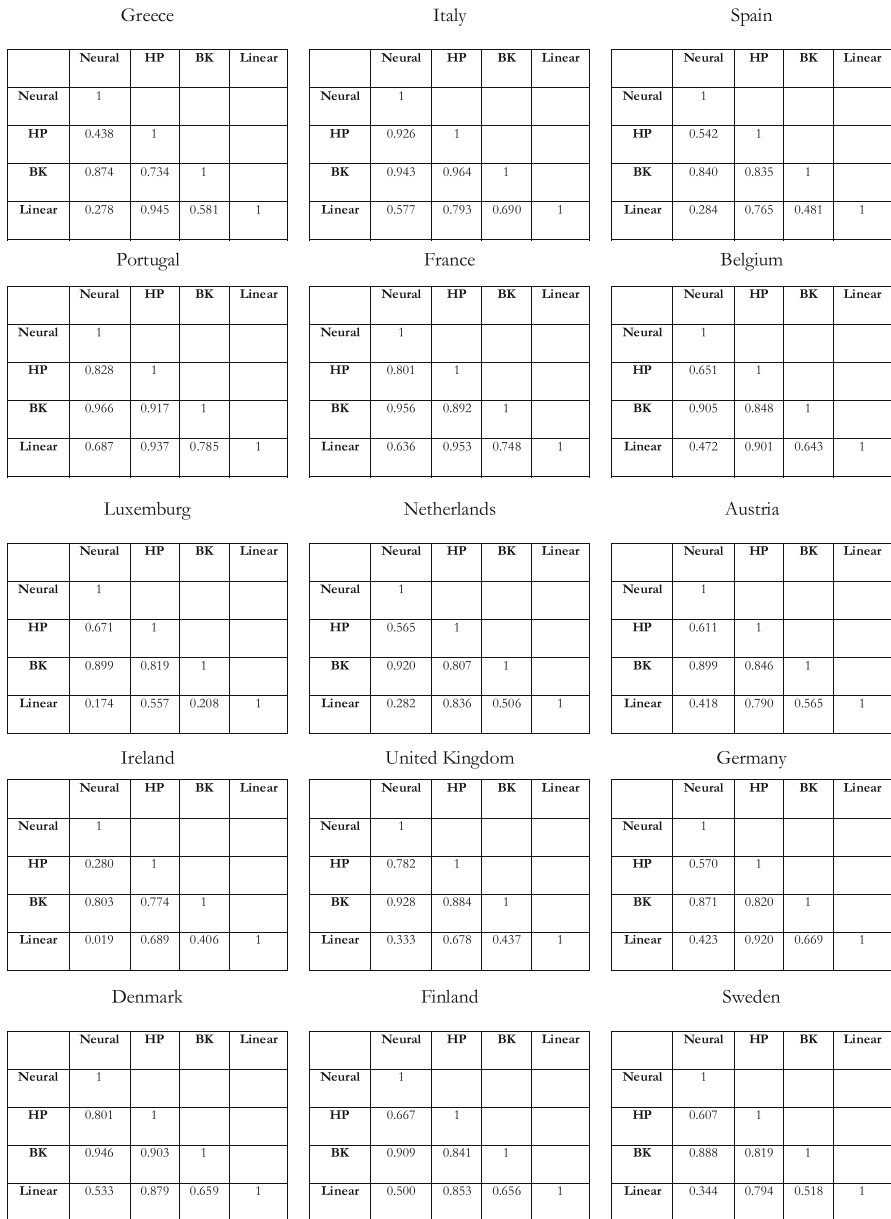 Greece Italy Spain
Neural HP BK Linear Neural HP BK Linear Neural HP BK Linear
Neural 1 Neural 1 Neural 1
HP 0.438 1 HP 0.926 1 HP 0.542 1
BK 0.874 0.734 1 BK 0.943 0.964 1 BK 0.840 0.835 1
Linear 0.278 0.945 0.581 1 Linear 0.577 0.793 0.690 1 Linear 0.284 0.765 0.481 1
Portugal France Belgium
Neural HP BK Linear Neural HP BK Linear Neural HP BK Linear
Neural 1 Neural 1 Neural 1
HP 0.828 1 HP 0.801 1 HP 0.651 1
BK 0.966 0.917 1 BK 0.956 0.892 1 BK 0.905 0.848 1
Linear 0.687 0.937 0.785 1 Linear 0.636 0.953 0.748 1 Linear 0.472 0.901 0.643 1
Luxemburg Netherlands Austria
Neural HP BK Linear Neural HP BK Linear Neural HP BK Linear
Neural 1 Neural 1 Neural 1
HP 0.671 1 HP 0.565 1 HP 0.611 1
BK 0.899 0.819 1 BK 0.920 0.807 1 BK 0.899 0.846 1
Linear 0.174 0.557 0.208 1 Linear 0.282 0.836 0.506 1 Linear 0.418 0.790 0.565 1
Ireland United Kingdom Germany
Neural HP BK Linear Neural HP BK Linear Neural HP BK Linear
Neural 1 Neural 1 Neural 1
HP 0.280 1 HP 0.782 1 HP 0.570 1
BK 0.803 0.774 1 BK 0.928 0.884 1 BK 0.871 0.820 1
Linear 0.019 0.689 0.406 1 Linear 0.333 0.678 0.437 1 Linear 0.423 0.920 0.669 1
Denmark Finland Sweden
Neural HP BK Linear Neural HP BK Linear Neural HP BK Linear
Neural 1 Neural 1 Neural 1
HP 0.801 1 HP 0.667 1 HP 0.607 1
BK 0.946 0.903 1 BK 0.909 0.841 1 BK 0.888 0.819 1
Linear 0.533 0.879 0.659 1 Linear 0.500 0.853 0.656 1 Linear 0.344 0.794 0.518 1